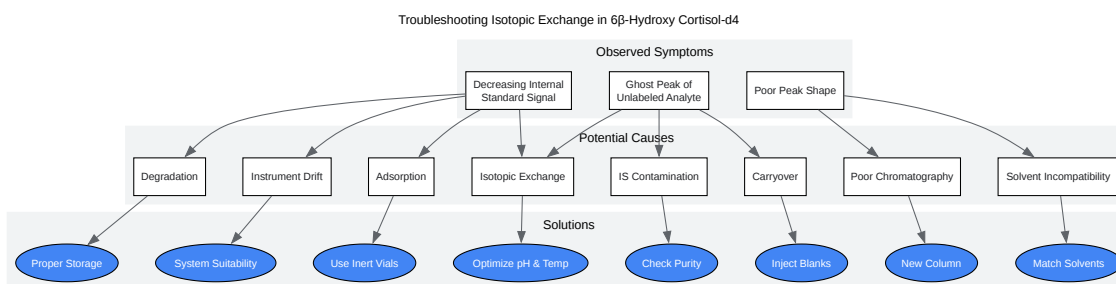 Troubleshooting Isotopic Exchange in 6β-Hydroxy Cortisol-d4
Observed Symptoms
Decreasing Internal
Standard Signal
Ghost Peak of
Unlabeled Analyte
Poor Peak Shape
Potential Causes
Degradation
Instrument Drift
Adsorption
Isotopic Exchange
IS Contamination
Carryover
Poor Chromatography
Solvent Incompatibility
Solutions
Proper Storage
System Suitability
Use Inert Vials
Optimize pH & Temp
Check Purity
Inject Blanks
New Column
Match Solvents